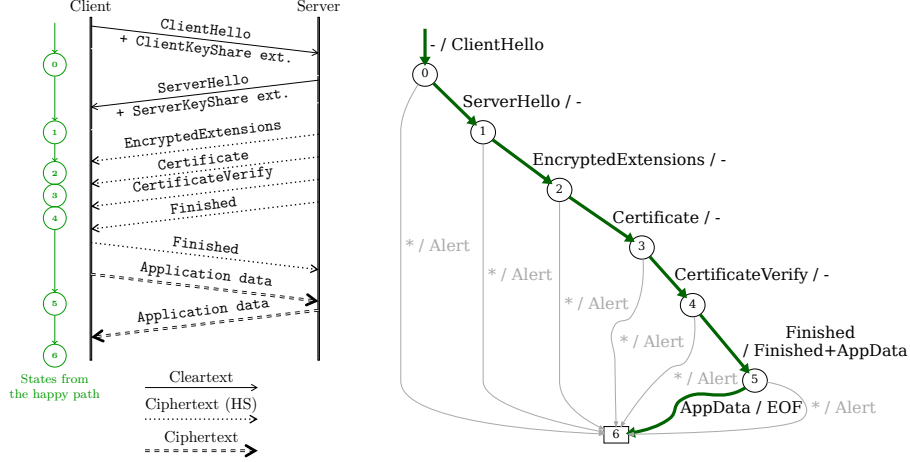 Client
Server
ClientHello
+ ClientKeyShare ext.
0
ServerHello
+ ServerKeyShare ext.
1
EncryptedExtensions
2
Certificate
3
CertificateVerify
4
Finished
Finished
Application data
5
Application data
6
States from
the happy path
Cleartext
Ciphertext (HS)
Ciphertext
- / ClientHello
0
ServerHello / -
1
EncryptedExtensions / -
2
Certificate / -
3
* / Alert
* / Alert
CertificateVerify / -
* / Alert
4
Finished
/ Finished+AppData
* / Alert
* / Alert
5
AppData / EOF
* / Alert
6